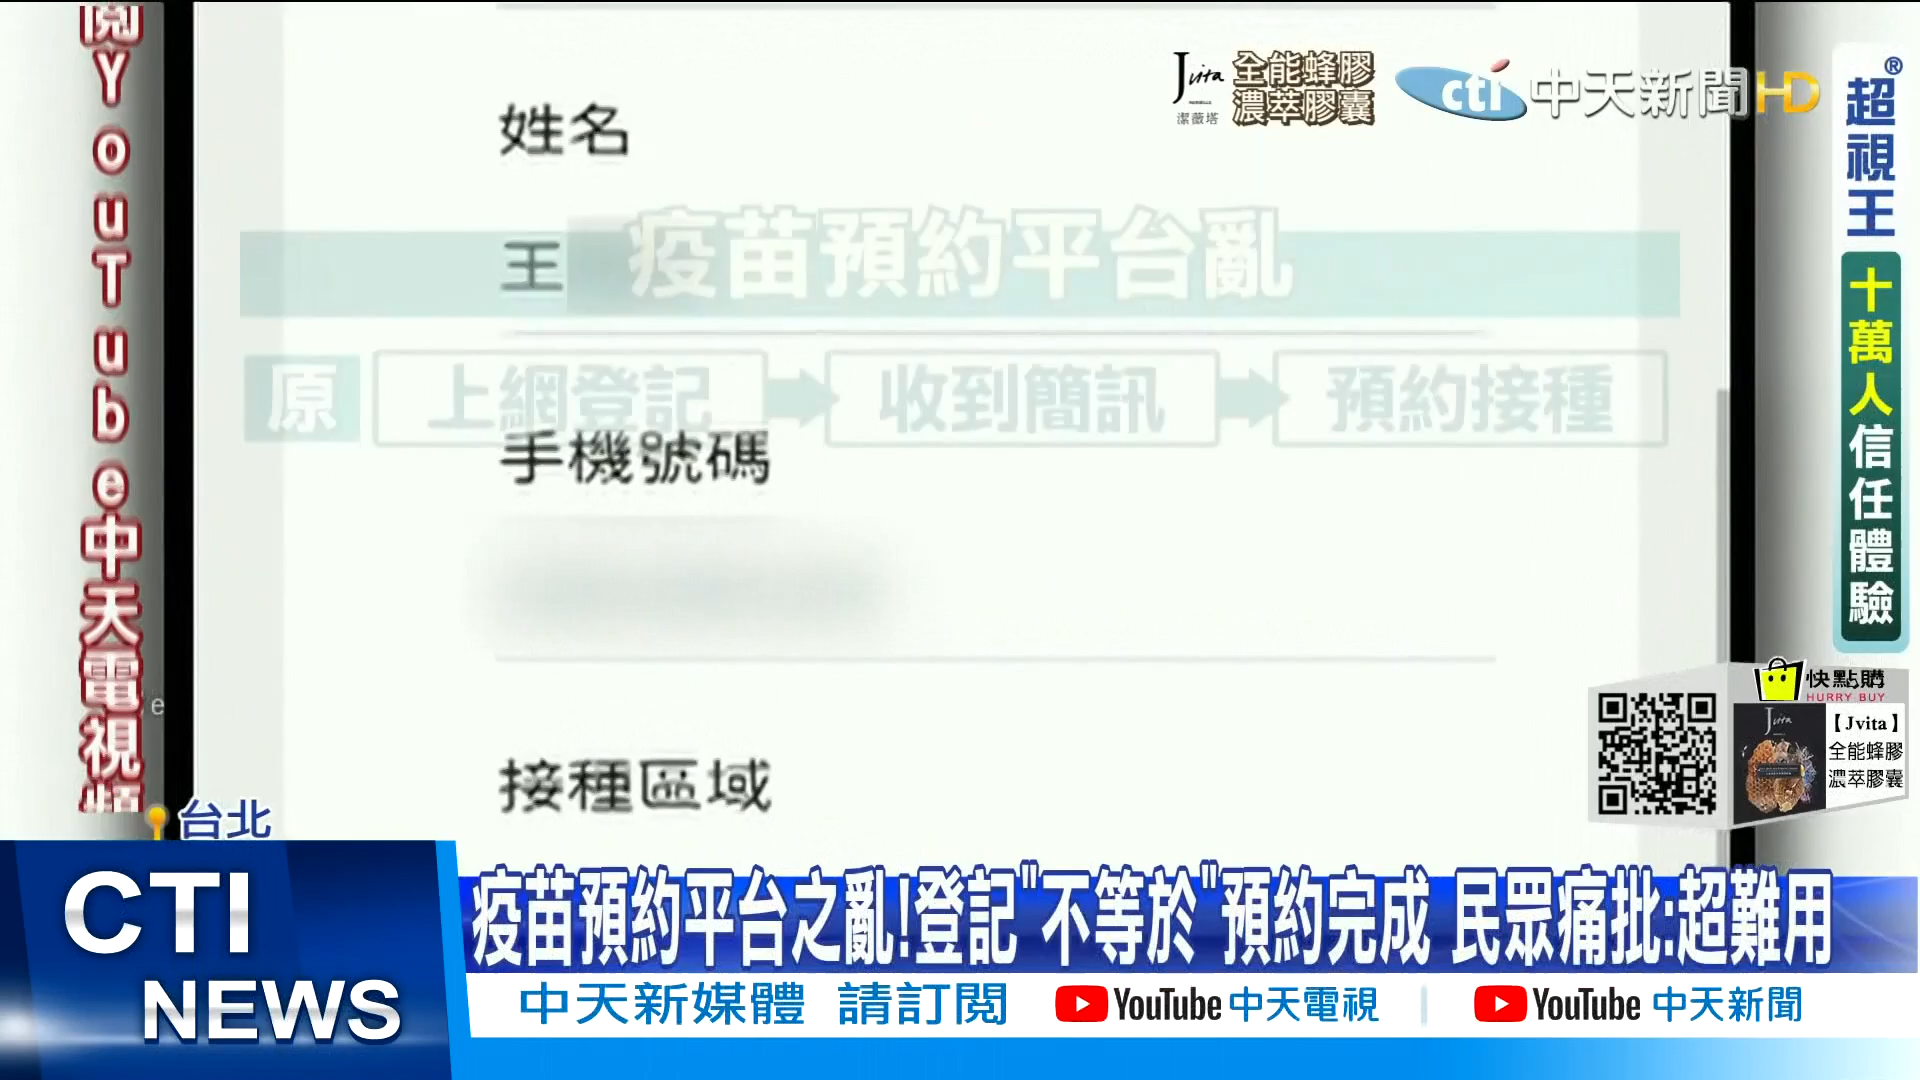 閱YouTube中天電視頻
Jvita
潔薇塔
全能蜂膠
濃萃膠囊
cti 中天新聞HD
超視王®
十萬人信任體驗
姓名
王
疫苗預約平台亂
原 上網登記 收到簡訊 預約接種
手機號碼
接種區域
e
快點購
HURRY BUY
【Jvita】
全能蜂膠
濃萃膠囊
台北
CTI
NEWS
疫苗預約平台之亂!登記"不等於"預約完成 民眾痛批:超難用
中天新媒體 請訂閱 YouTube 中天電視 | YouTube 中天新聞